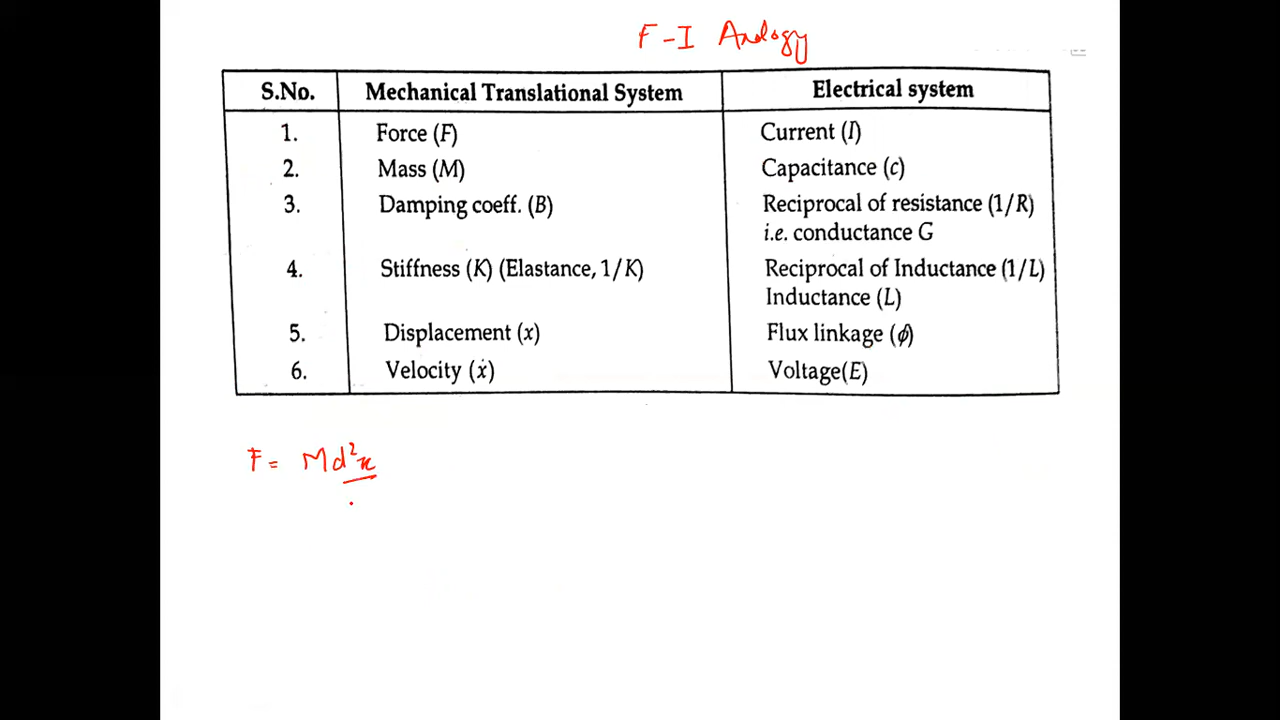 F-I Analogy
S.No. Mechanical Translational System Electrical system
1. Force (F) Current (I)
2. Mass (M) Capacitance (c)
3. Damping coeff. (B) Reciprocal of resistance (1/R)
i.e. conductance G
4. Stiffness (K) (Elastance, 1/K) Reciprocal of Inductance (1/L)
Inductance (L)
5. Displacement (x) Flux linkage (ϕ)
6. Velocity (ẋ) Voltage(E)
F = Md²x